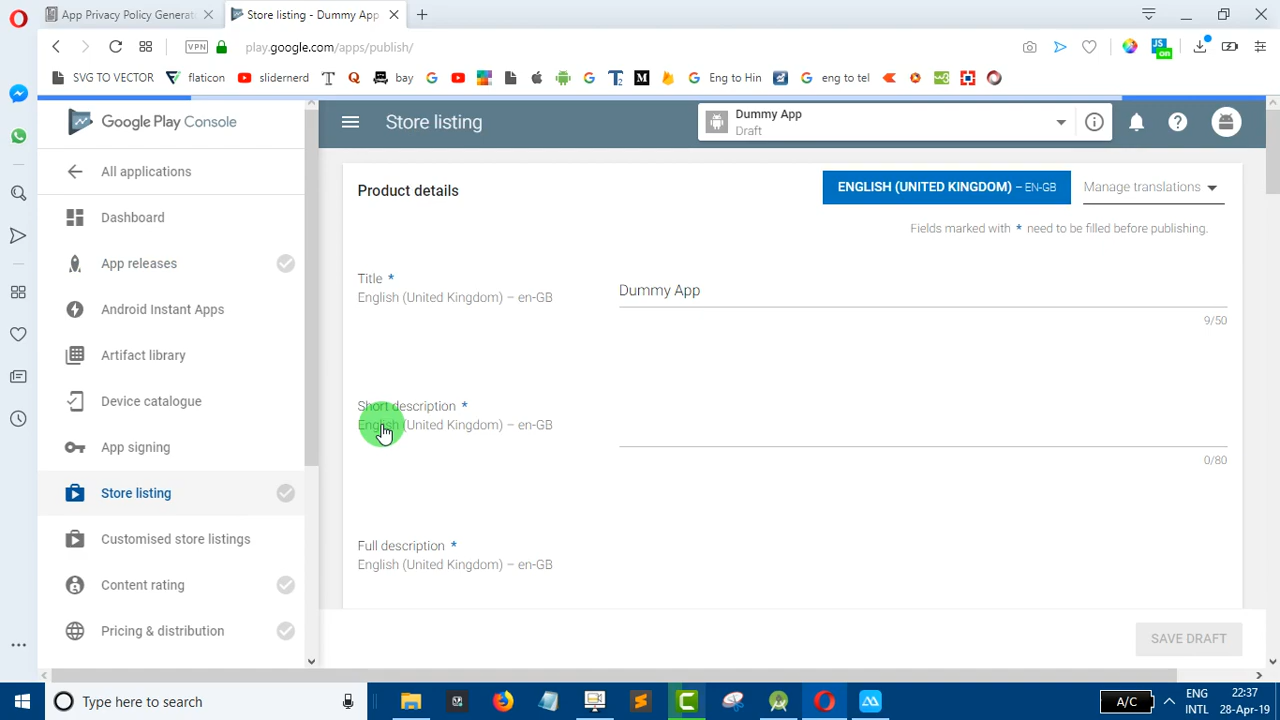 App Privacy Policy Generat
Store listing - Dummy App
VPN
play.google.com/apps/publish/
JS
ON
SVG TO VECTOR
flaticon
slidernerd
bay
Eng to Hin
eng to tel
Google Play Console
Store listing
Dummy App
Draft
All applications
Dashboard
App releases
Android Instant Apps
Artifact library
Device catalogue
App signing
Store listing
Customised store listings
Content rating
Pricing & distribution
Product details
ENGLISH (UNITED KINGDOM) – EN-GB
Manage translations
Fields marked with * need to be filled before publishing.
Title *
English (United Kingdom) – en-GB
Dummy App
9/50
Short description *
English (United Kingdom) – en-GB
0/80
Full description *
English (United Kingdom) – en-GB
SAVE DRAFT
Type here to search
A/C
ENG
INTL
22:37
28-Apr-19